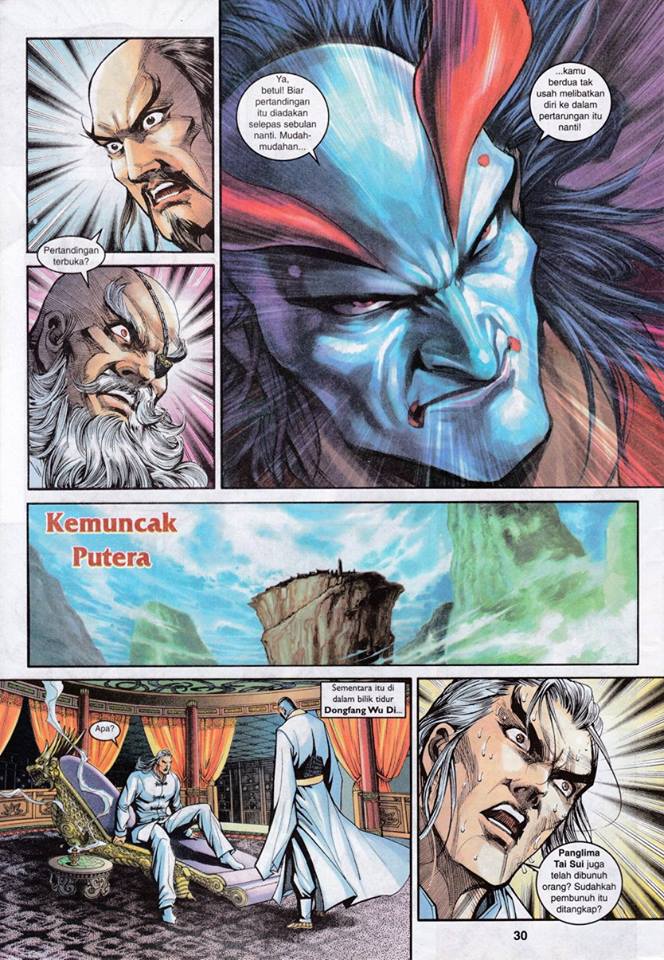 Ya,
betul! Biar
pertandingan
itu diadakan
selepas sebulan
nanti. Mudah-
mudahan...
...kamu
berdua tak
usah melibatkan
diri ke dalam
pertarungan itu
nanti!
Pertandingan
terbuka?
Kemuncak
Putera
Sementara itu di
dalam bilik tidur
Dongfang Wu Di...
Apa?
Panglima
Tai Sui juga
telah dibunuh
orang? Sudahkah
pembunuh itu
ditangkap?
30